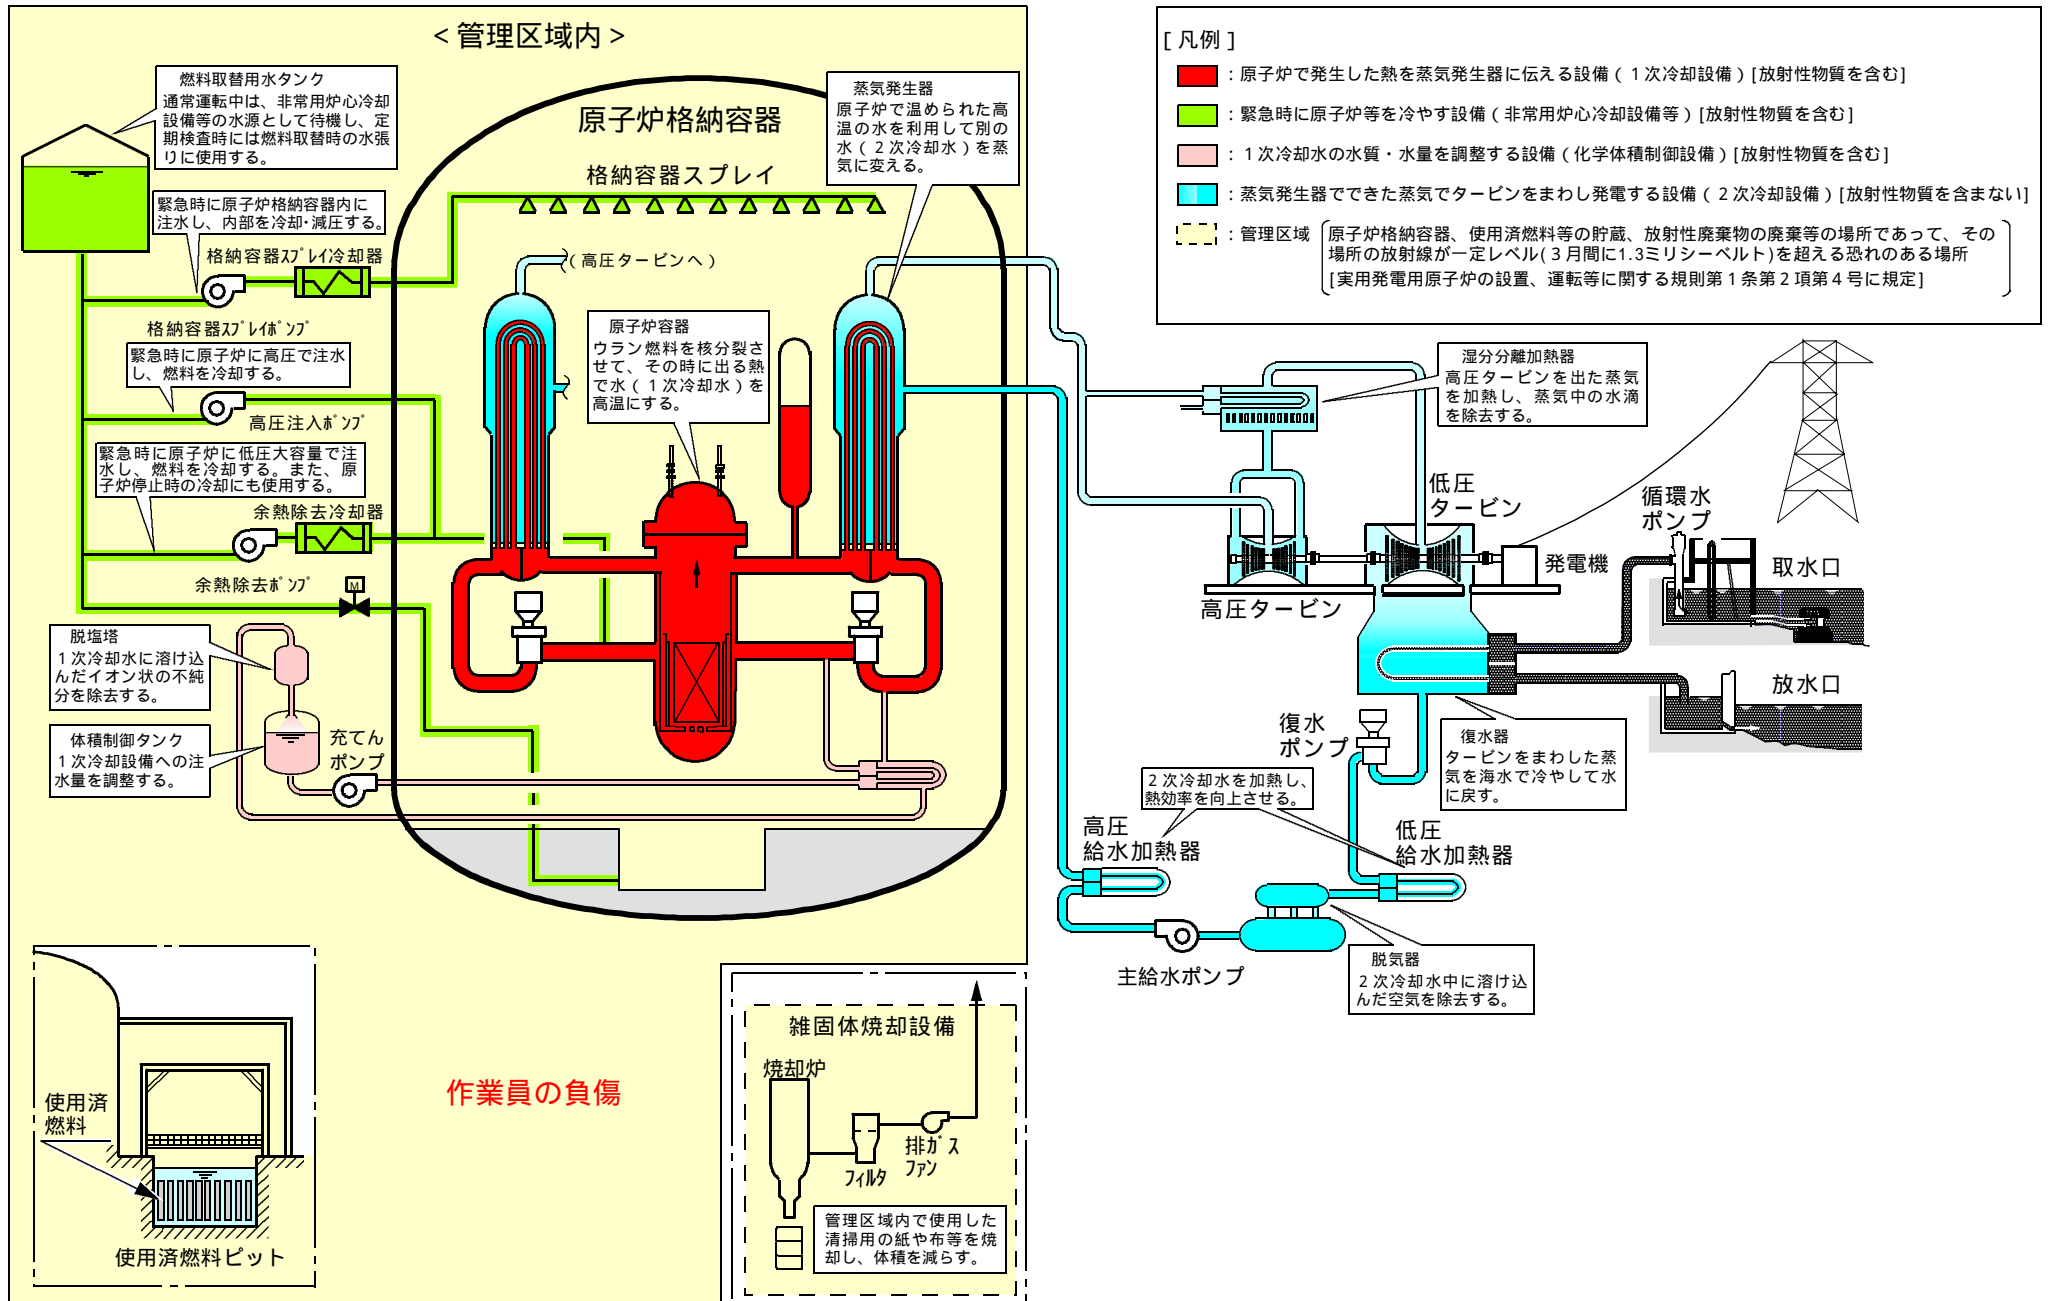 ＜管理区域内＞
燃料取替用水タンク
通常運転中は、非常用炉心冷却
設備等の水源として待機し、定
期検査時には燃料取替時の水張
りに使用する。
緊急時に原子炉格納容器内に
注水し、内部を冷却･減圧する。
格納容器ｽﾌﾟﾚｲ冷却器
格納容器ｽﾌﾟﾚｲﾎﾟﾝﾌﾟ
緊急時に原子炉に高圧で注水
し、燃料を冷却する。
高圧注入ﾎﾟﾝﾌﾟ
緊急時に原子炉に低圧大容量で注
水し、燃料を冷却する。また、原
子炉停止時の冷却にも使用する。
余熱除去冷却器
余熱除去ﾎﾟﾝﾌﾟ
M
脱塩塔
１次冷却水に溶け込
んだイオン状の不純
分を除去する。
体積制御タンク
１次冷却設備への注
水量を調整する。
充てん
ポンプ
原子炉格納容器
格納容器スプレイ
（高圧タービンへ）
蒸気発生器
原子炉で温められた高
温の水を利用して別の
水（２次冷却水）を蒸
気に変える。
原子炉容器
ウラン燃料を核分裂さ
せて、その時に出る熱
で水（１次冷却水）を
高温にする。
[ 凡例 ]
：原子炉で発生した熱を蒸気発生器に伝える設備（１次冷却設備）[放射性物質を含む]
：緊急時に原子炉等を冷やす設備（非常用炉心冷却設備等）[放射性物質を含む]
：１次冷却水の水質・水量を調整する設備（化学体積制御設備）[放射性物質を含む]
：蒸気発生器でできた蒸気でタービンをまわし発電する設備（２次冷却設備）[放射性物質を含まない]
：管理区域
原子炉格納容器、使用済燃料等の貯蔵、放射性廃棄物の廃棄等の場所であって、その
場所の放射線が一定レベル(３月間に1.3ミリシーベルト)を超える恐れのある場所
[実用発電用原子炉の設置、運転等に関する規則第１条第２項第４号に規定]
湿分分離加熱器
高圧タービンを出た蒸気
を加熱し、蒸気中の水滴
を除去する。
低圧
タービン
高圧タービン
発電機
循環水
ポンプ
取水口
放水口
復水
ポンプ
復水器
タービンをまわした蒸
気を海水で冷やして水
に戻す。
２次冷却水を加熱し、
熱効率を向上させる。
高圧
給水加熱器
低圧
給水加熱器
主給水ポンプ
脱気器
２次冷却水中に溶け込
んだ空気を除去する。
使用済
燃料
使用済燃料ピット
作業員の負傷
雑固体焼却設備
焼却炉
ﾌｨﾙﾀ
排ｶﾞｽ
ﾌｧﾝ
管理区域内で使用した
清掃用の紙や布等を焼
却し、体積を減らす。